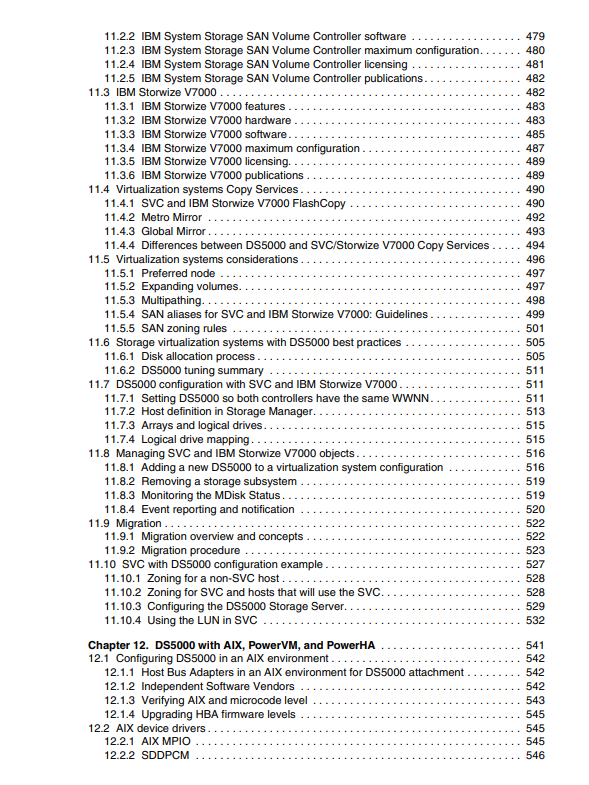 11.2.2 IBM System Storage SAN Volume Controller software . . . . . . . . . . . . . . . . . . 479
11.2.3 IBM System Storage SAN Volume Controller maximum configuration. . . . . . . 480
11.2.4 IBM System Storage SAN Volume Controller licensing . . . . . . . . . . . . . . . . . . 481
11.2.5 IBM System Storage SAN Volume Controller publications. . . . . . . . . . . . . . . . 482
11.3 IBM Storwize V7000 . . . . . . . . . . . . . . . . . . . . . . . . . . . . . . . . . . . . . . . . . . . . . . . . . 482
11.3.1 IBM Storwize V7000 features . . . . . . . . . . . . . . . . . . . . . . . . . . . . . . . . . . . . . . 483
11.3.2 IBM Storwize V7000 hardware . . . . . . . . . . . . . . . . . . . . . . . . . . . . . . . . . . . . . 483
11.3.3 IBM Storwize V7000 software. . . . . . . . . . . . . . . . . . . . . . . . . . . . . . . . . . . . . . 485
11.3.4 IBM Storwize V7000 maximum configuration . . . . . . . . . . . . . . . . . . . . . . . . . . 487
11.3.5 IBM Storwize V7000 licensing. . . . . . . . . . . . . . . . . . . . . . . . . . . . . . . . . . . . . . 489
11.3.6 IBM Storwize V7000 publications . . . . . . . . . . . . . . . . . . . . . . . . . . . . . . . . . . . 489
11.4 Virtualization systems Copy Services . . . . . . . . . . . . . . . . . . . . . . . . . . . . . . . . . . . . 490
11.4.1 SVC and IBM Storwize V7000 FlashCopy . . . . . . . . . . . . . . . . . . . . . . . . . . . . 490
11.4.2 Metro Mirror . . . . . . . . . . . . . . . . . . . . . . . . . . . . . . . . . . . . . . . . . . . . . . . . . . 492
11.4.3 Global Mirror . . . . . . . . . . . . . . . . . . . . . . . . . . . . . . . . . . . . . . . . . . . . . . . . . . 493
11.4.4 Differences between DS5000 and SVC/Storwize V7000 Copy Services . . . . . 494
11.5 Virtualization systems considerations . . . . . . . . . . . . . . . . . . . . . . . . . . . . . . . . . . . . 496
11.5.1 Preferred node . . . . . . . . . . . . . . . . . . . . . . . . . . . . . . . . . . . . . . . . . . . . . . . . 497
11.5.2 Expanding volumes. . . . . . . . . . . . . . . . . . . . . . . . . . . . . . . . . . . . . . . . . . . . . . 497
11.5.3 Multipathing. . . . . . . . . . . . . . . . . . . . . . . . . . . . . . . . . . . . . . . . . . . . . . . . . . . 498
11.5.4 SAN aliases for SVC and IBM Storwize V7000: Guidelines . . . . . . . . . . . . . . . 499
11.5.5 SAN zoning rules . . . . . . . . . . . . . . . . . . . . . . . . . . . . . . . . . . . . . . . . . . . . . . 501
11.6 Storage virtualization systems with DS5000 best practices . . . . . . . . . . . . . . . . . . . 505
11.6.1 Disk allocation process . . . . . . . . . . . . . . . . . . . . . . . . . . . . . . . . . . . . . . . . . . 505
11.6.2 DS5000 tuning summary . . . . . . . . . . . . . . . . . . . . . . . . . . . . . . . . . . . . . . . . 511
11.7 DS5000 configuration with SVC and IBM Storwize V7000 . . . . . . . . . . . . . . . . . . . . 511
11.7.1 Setting DS5000 so both controllers have the same WWNN. . . . . . . . . . . . . . . 511
11.7.2 Host definition in Storage Manager. . . . . . . . . . . . . . . . . . . . . . . . . . . . . . . . . . 513
11.7.3 Arrays and logical drives. . . . . . . . . . . . . . . . . . . . . . . . . . . . . . . . . . . . . . . . . 515
11.7.4 Logical drive mapping. . . . . . . . . . . . . . . . . . . . . . . . . . . . . . . . . . . . . . . . . . . 515
11.8 Managing SVC and IBM Storwize V7000 objects . . . . . . . . . . . . . . . . . . . . . . . . . . . 516
11.8.1 Adding a new DS5000 to a virtualization system configuration . . . . . . . . . . . . 516
11.8.2 Removing a storage subsystem . . . . . . . . . . . . . . . . . . . . . . . . . . . . . . . . . . . 519
11.8.3 Monitoring the MDisk Status . . . . . . . . . . . . . . . . . . . . . . . . . . . . . . . . . . . . . . 519
11.8.4 Event reporting and notification . . . . . . . . . . . . . . . . . . . . . . . . . . . . . . . . . . . 520
11.9 Migration . . . . . . . . . . . . . . . . . . . . . . . . . . . . . . . . . . . . . . . . . . . . . . . . . . . . . . . . . 522
11.9.1 Migration overview and concepts . . . . . . . . . . . . . . . . . . . . . . . . . . . . . . . . . . . 522
11.9.2 Migration procedure . . . . . . . . . . . . . . . . . . . . . . . . . . . . . . . . . . . . . . . . . . . . 523
11.10 SVC with DS5000 configuration example . . . . . . . . . . . . . . . . . . . . . . . . . . . . . . . . 527
11.10.1 Zoning for a non-SVC host . . . . . . . . . . . . . . . . . . . . . . . . . . . . . . . . . . . . . . 528
11.10.2 Zoning for SVC and hosts that will use the SVC. . . . . . . . . . . . . . . . . . . . . . . 528
11.10.3 Configuring the DS5000 Storage Server. . . . . . . . . . . . . . . . . . . . . . . . . . . . . 529
11.10.4 Using the LUN in SVC . . . . . . . . . . . . . . . . . . . . . . . . . . . . . . . . . . . . . . . . . 532
Chapter 12. DS5000 with AIX, PowerVM, and PowerHA . . . . . . . . . . . . . . . . . . . . . . . 541
12.1 Configuring DS5000 in an AIX environment . . . . . . . . . . . . . . . . . . . . . . . . . . . . . . . 542
12.1.1 Host Bus Adapters in an AIX environment for DS5000 attachment . . . . . . . . . 542
12.1.2 Independent Software Vendors . . . . . . . . . . . . . . . . . . . . . . . . . . . . . . . . . . . 542
12.1.3 Verifying AIX and microcode level . . . . . . . . . . . . . . . . . . . . . . . . . . . . . . . . . . 543
12.1.4 Upgrading HBA firmware levels . . . . . . . . . . . . . . . . . . . . . . . . . . . . . . . . . . . 545
12.2 AIX device drivers . . . . . . . . . . . . . . . . . . . . . . . . . . . . . . . . . . . . . . . . . . . . . . . . . . 545
12.2.1 AIX MPIO . . . . . . . . . . . . . . . . . . . . . . . . . . . . . . . . . . . . . . . . . . . . . . . . . . . . 545
12.2.2 SDDPCM . . . . . . . . . . . . . . . . . . . . . . . . . . . . . . . . . . . . . . . . . . . . . . . . . . . . 546